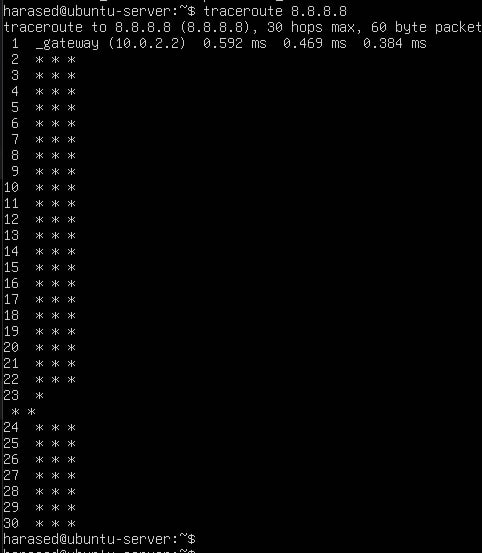 harased@ubuntu-server:~$ traceroute 8.8.8.8
traceroute to 8.8.8.8 (8.8.8.8), 30 hops max, 60 byte packet
1 _gateway (10.0.2.2) 0.592 ms 0.469 ms 0.384 ms
2 * * *
3 * * *
4 * * *
5 * * *
6 * * *
7 * * *
8 * * *
9 * * *
10 * * *
11 * * *
12 * * *
13 * * *
14 * * *
15 * * *
16 * * *
17 * * *
18 * * *
19 * * *
20 * * *
21 * * *
22 * * *
23 *
* *
24 * * *
25 * * *
26 * * *
27 * * *
28 * * *
29 * * *
30 * * *
harased@ubuntu-server:~$